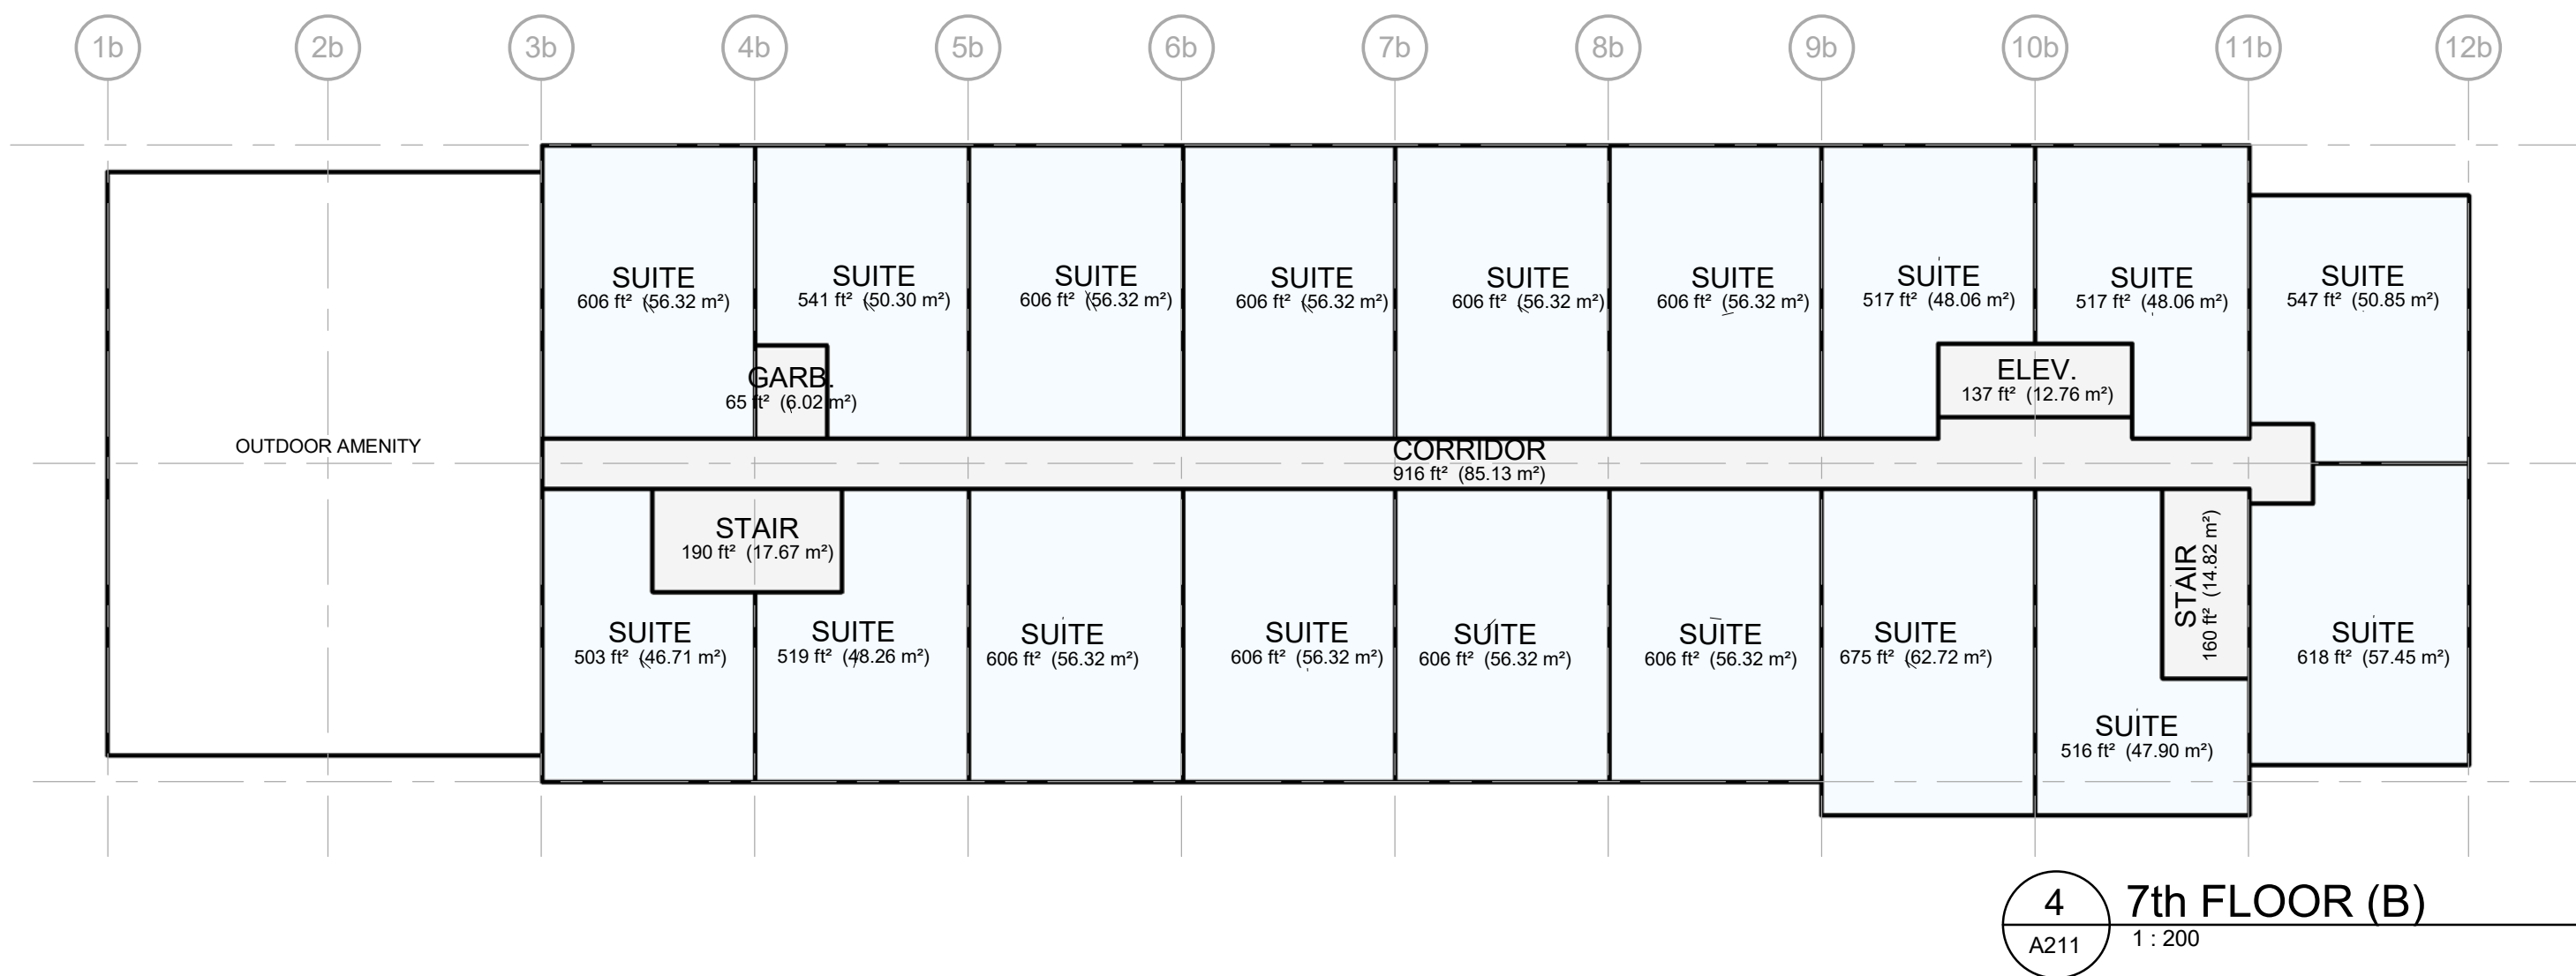 1b 2b 3b 4b 5b 6b 7b 8b 9b 10b 11b 12b
SUITE
606 ft² (56.32 m²)
SUITE
541 ft² (50.30 m²)
SUITE
606 ft² (56.32 m²)
SUITE
606 ft² (56.32 m²)
SUITE
606 ft² (56.32 m²)
SUITE
606 ft² (56.32 m²)
SUITE
517 ft² (48.06 m²)
SUITE
517 ft² (48.06 m²)
SUITE
547 ft² (50.85 m²)
GARB.
65 ft² (6.02 m²)
ELEV.
137 ft² (12.76 m²)
OUTDOOR AMENITY
CORRIDOR
916 ft² (85.13 m²)
STAIR
190 ft² (17.67 m²)
STAIR
160 ft² (14.82 m²)
SUITE
503 ft² (46.71 m²)
SUITE
519 ft² (48.26 m²)
SUITE
606 ft² (56.32 m²)
SUITE
606 ft² (56.32 m²)
SUITE
606 ft² (56.32 m²)
SUITE
606 ft² (56.32 m²)
SUITE
675 ft² (62.72 m²)
SUITE
516 ft² (47.90 m²)
SUITE
618 ft² (57.45 m²)
4
A211
7th FLOOR (B)
1 : 200